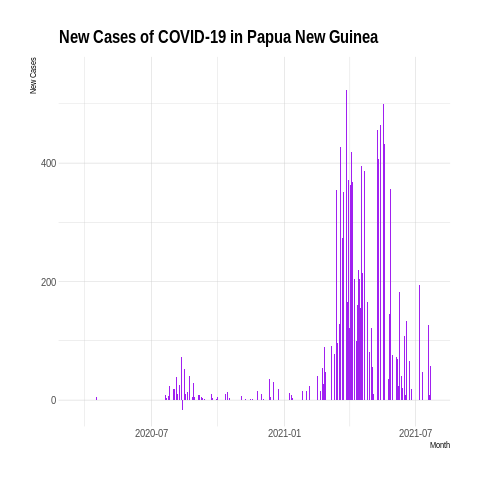 New Cases of COVID-19 in Papua New Guinea
New Cases
400
200
0
2020-07
2021-01
2021-07
Month